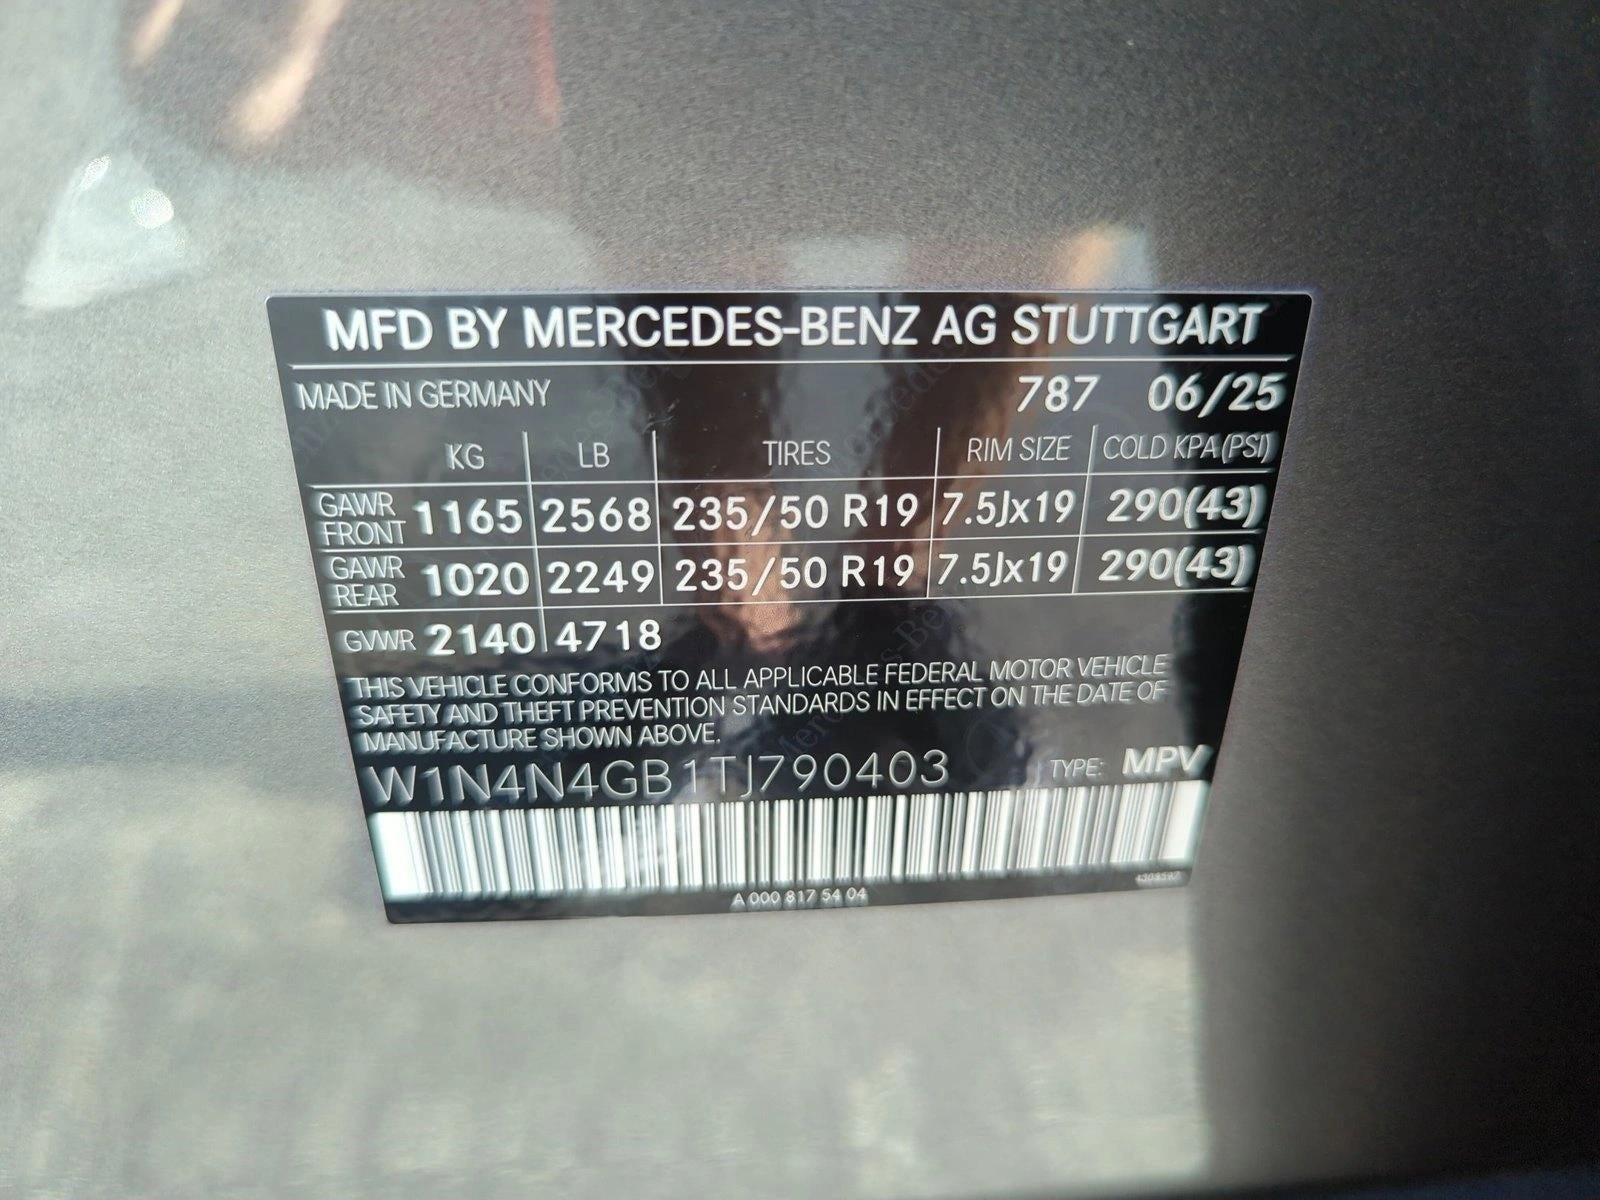 MFD BY MERCEDES-BENZ AG STUTTGART
MADE IN GERMANY 787 06/25
KG LB TIRES RIM SIZE COLD KPA(PSI)
GAWR FRONT 1165 2568 235/50 R19 7.5Jx19 290(43)
GAWR REAR 1020 2249 235/50 R19 7.5Jx19 290(43)
GVWR 2140 4718
THIS VEHICLE CONFORMS TO ALL APPLICABLE FEDERAL MOTOR VEHICLE
SAFETY AND THEFT PREVENTION STANDARDS IN EFFECT ON THE DATE OF
MANUFACTURE SHOWN ABOVE.
W1N4N4GB1TJ790403 TYPE: MPV
A 000 817 54 04